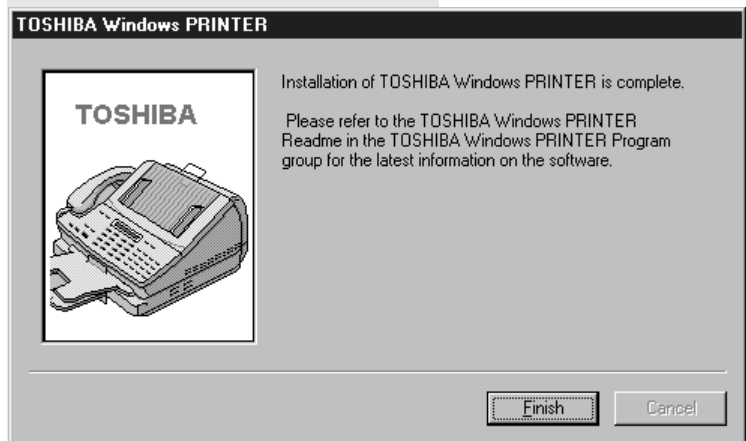 TOSHIBA Windows PRINTER
TOSHIBA
Installation of TOSHIBA Windows PRINTER is complete.
Please refer to the TOSHIBA Windows PRINTER
Readme in the TOSHIBA Windows PRINTER Program
group for the latest information on the software.
Finish
Cancel